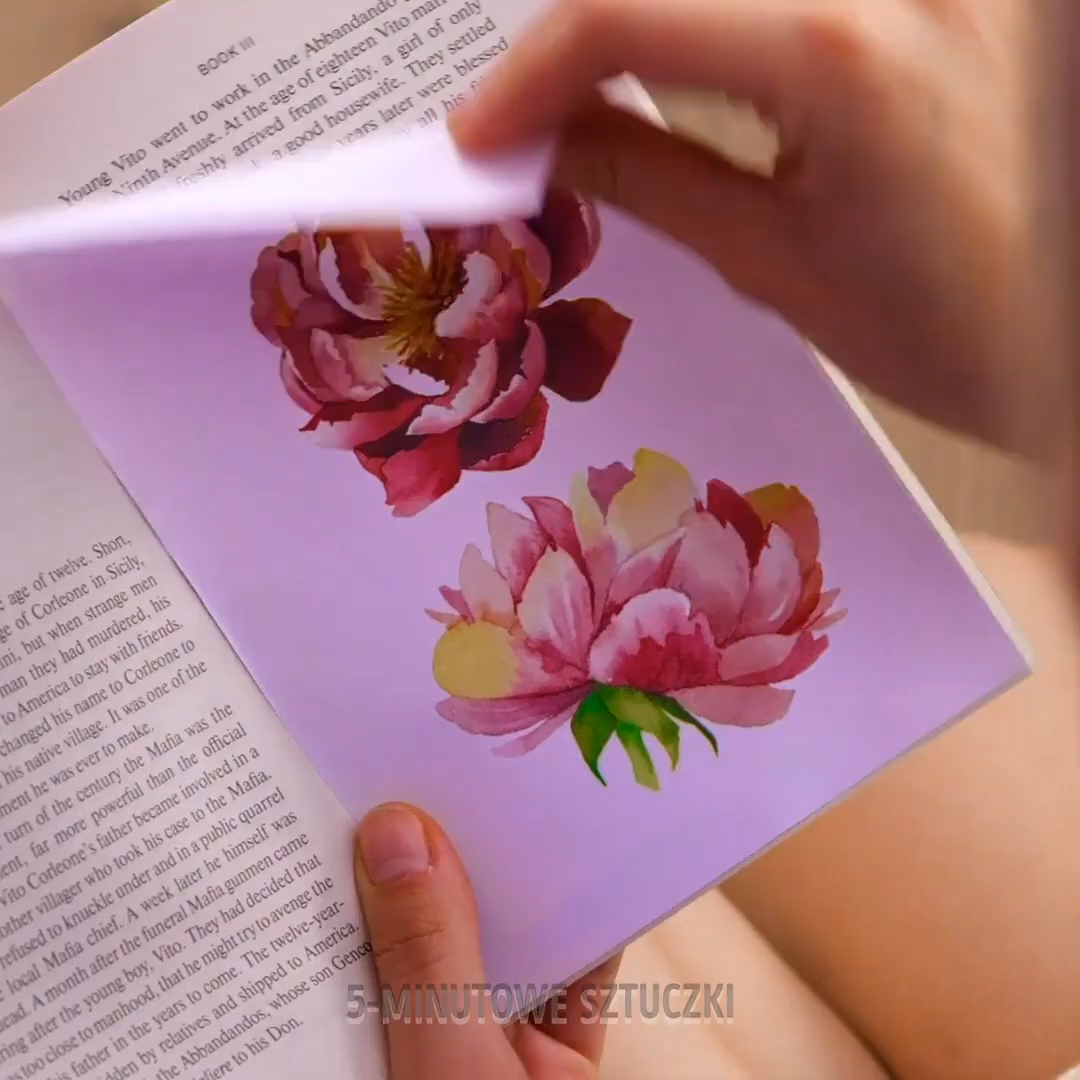 BOOK III
Young Vito went to work in the Abbandando
Ninth Avenue. At the age of eighteen Vito
freshly arrived from Sicily, a girl of only
a good housewife. They settled
years later were blessed
all his
age of twelve. Short,
of Corleone in Sicily,
but when strange men
man they had murdered, his
to America to stay with friends.
changed his name to Corleone to
his native village. It was one of the
he was ever to make.
turn of the century the Mafia was the
far more powerful than the official
Vito Corleone's father became involved in a
other villager who took his case to the Mafia.
refused to knuckle under and in a public quarrel
local Mafia chief. A week later he himself was
A month after the funeral Mafia gunmen came
after the young boy, Vito. They had decided that
too close to manhood, that he might try to avenge the
father in the years to come. The twelve-year-
by relatives and shipped to America.
the Abbandandos, whose son Genco
to his Don.
5-MINUTOWE SZTUCZKI